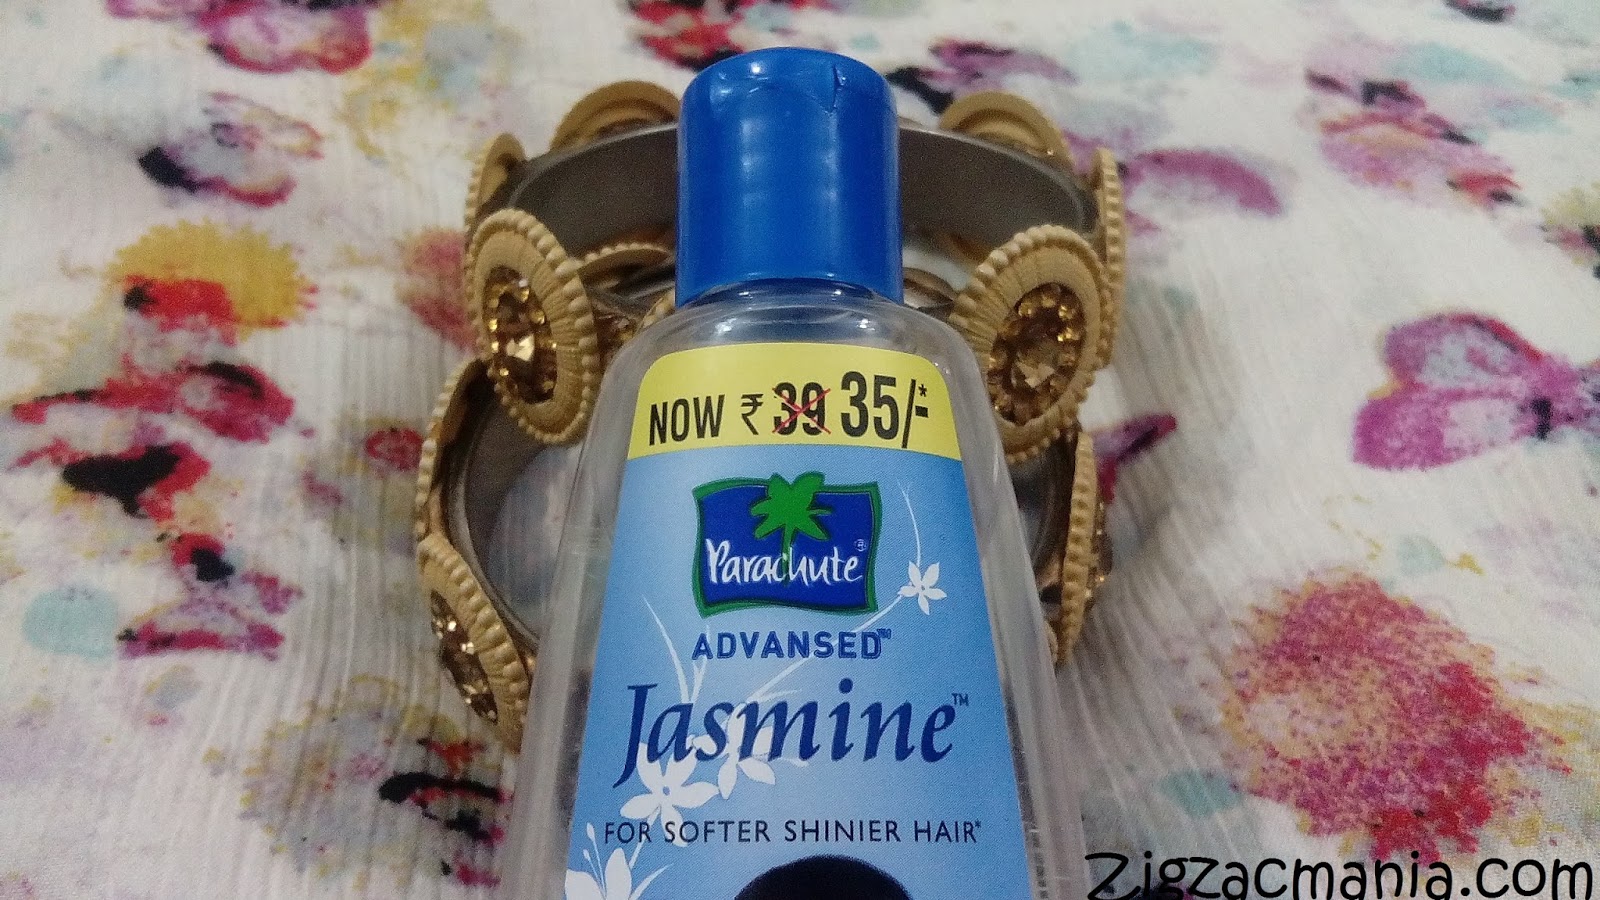 NOW ₹ 39 35/-*
Parachute®
ADVANSED™
Jasmine™
FOR SOFTER SHINIER HAIR*
Zigzacmania.com